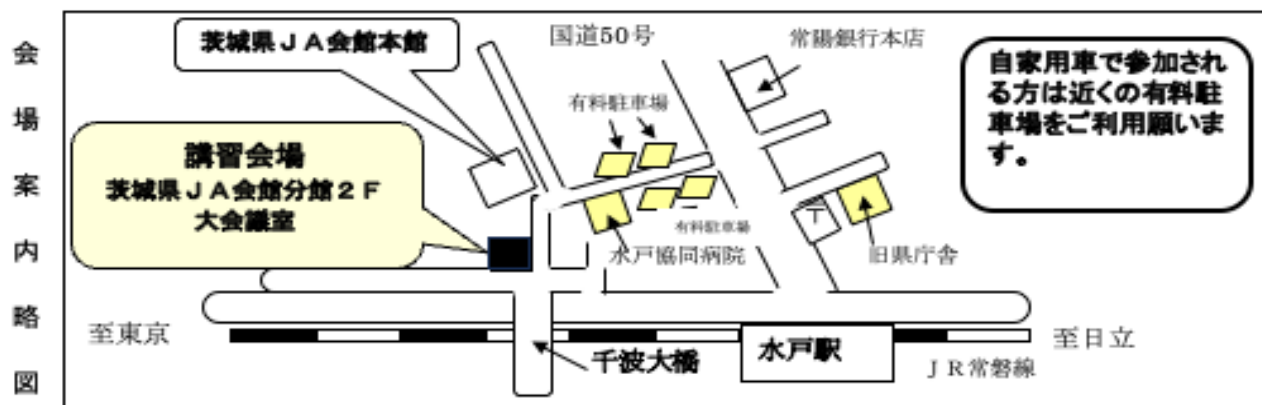 会場案内略図
茨城県ＪＡ会館本館
国道50号
常陽銀行本店
自家用車で参加され
る方は近くの有料駐
車場をご利用願いま
す。
有料駐車場
講習会場
茨城県ＪＡ会館分館２Ｆ
大会議室
〒
有料駐車場
水戸協同病院
旧県庁舎
至東京
千波大橋
水戸駅
ＪＲ常磐線
至日立